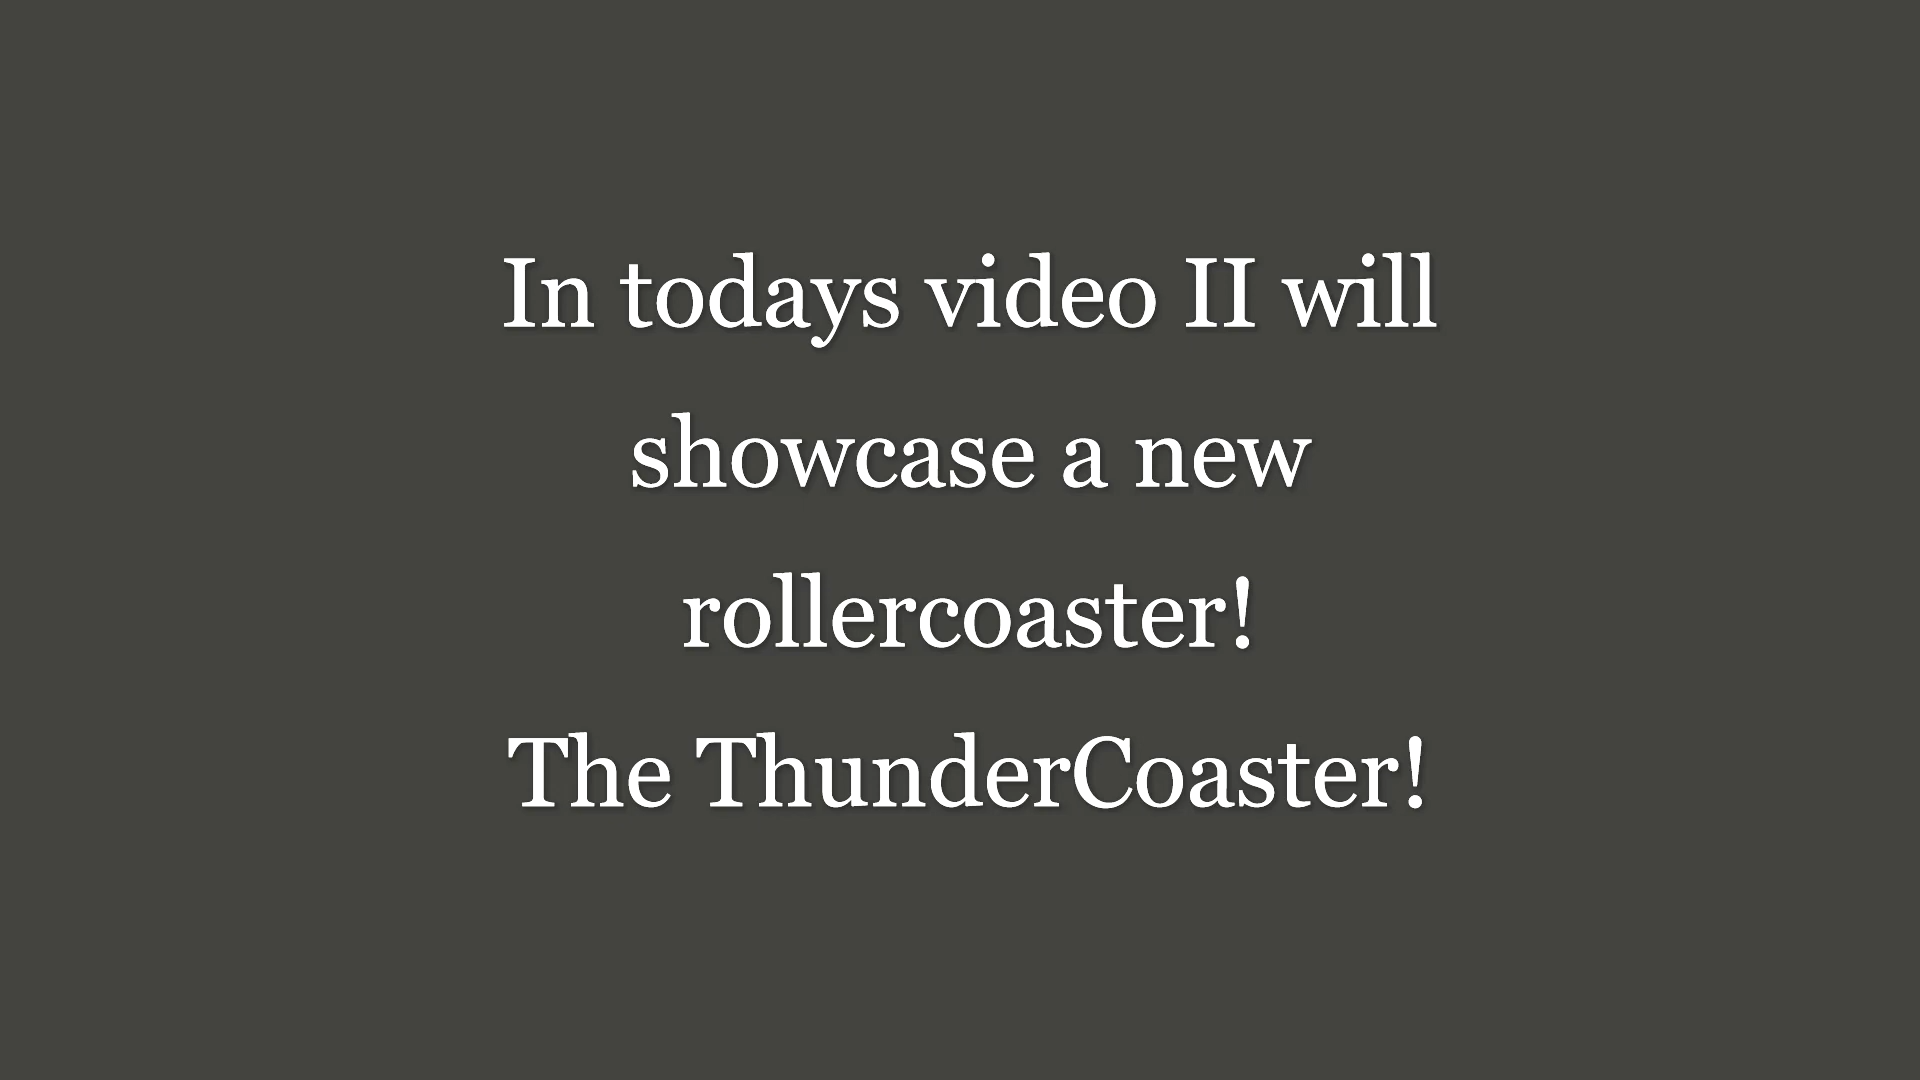 In todays video II will
showcase a new
rollercoaster!
The ThunderCoaster!